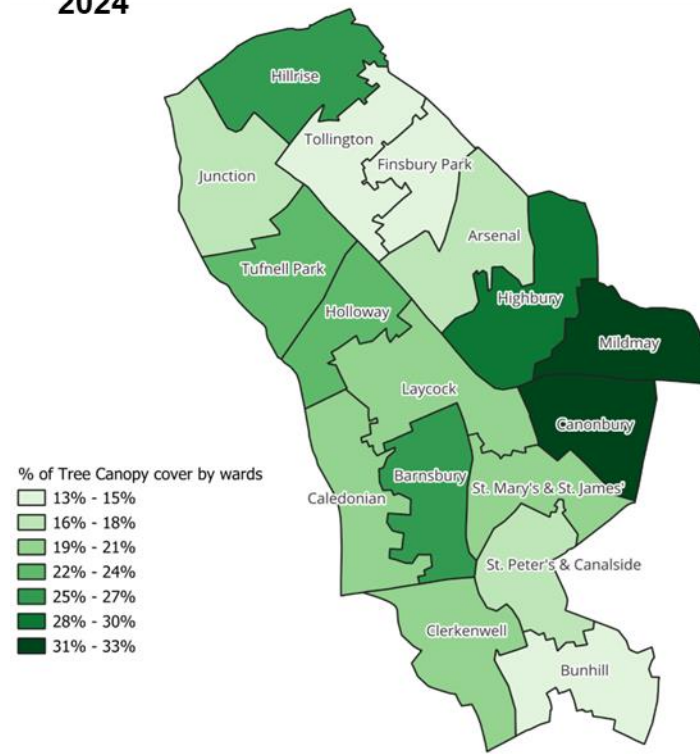 2024
Hillrise
Tollington
Finsbury Park
Junction
Arsenal
Tufnell Park
Highbury
Holloway
Mildmay
Laycock
Canonbury
% of Tree Canopy cover by wards
13% - 15%
16% - 18%
19% - 21%
22% - 24%
25% - 27%
28% - 30%
31% - 33%
Barnsbury
St. Mary's & St. James'
Caledonian
St. Peter's & Canalside
Clerkenwell
Bunhill